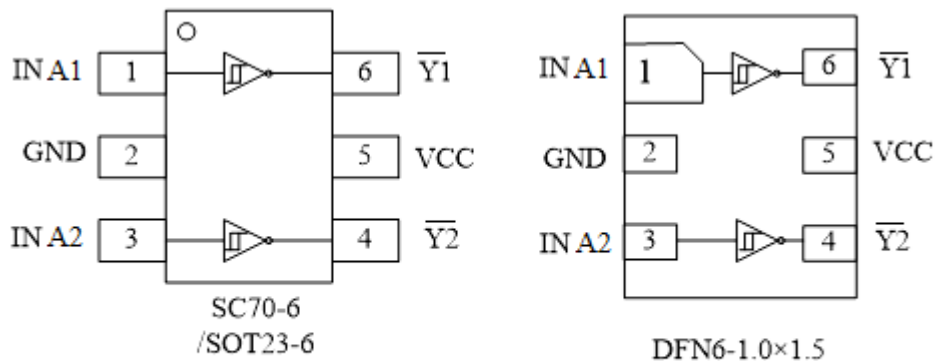 IN A1 1 6 Y1
GND 2 5 VCC
IN A2 3 4 Y2
SC70-6
/SOT23-6
IN A1 1 6 Y1
GND 2 5 VCC
IN A2 3 4 Y2
DFN6-1.0×1.5